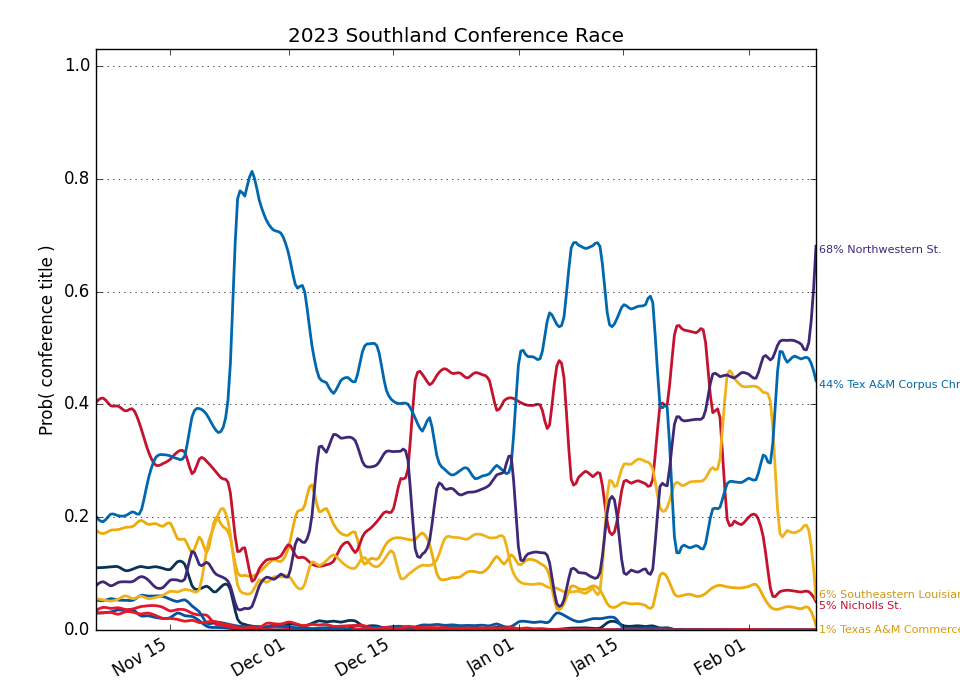 2023 Southland Conference Race
Prob( conference title )
1.0
0.8
0.6
0.4
0.2
0.0
Nov 15
Dec 01
Dec 15
Jan 01
Jan 15
Feb 01
68% Northwestern St.
44% Tex A&M Corpus Chr
6% Southeastern Louisian
5% Nicholls St.
1% Texas A&M Commerce